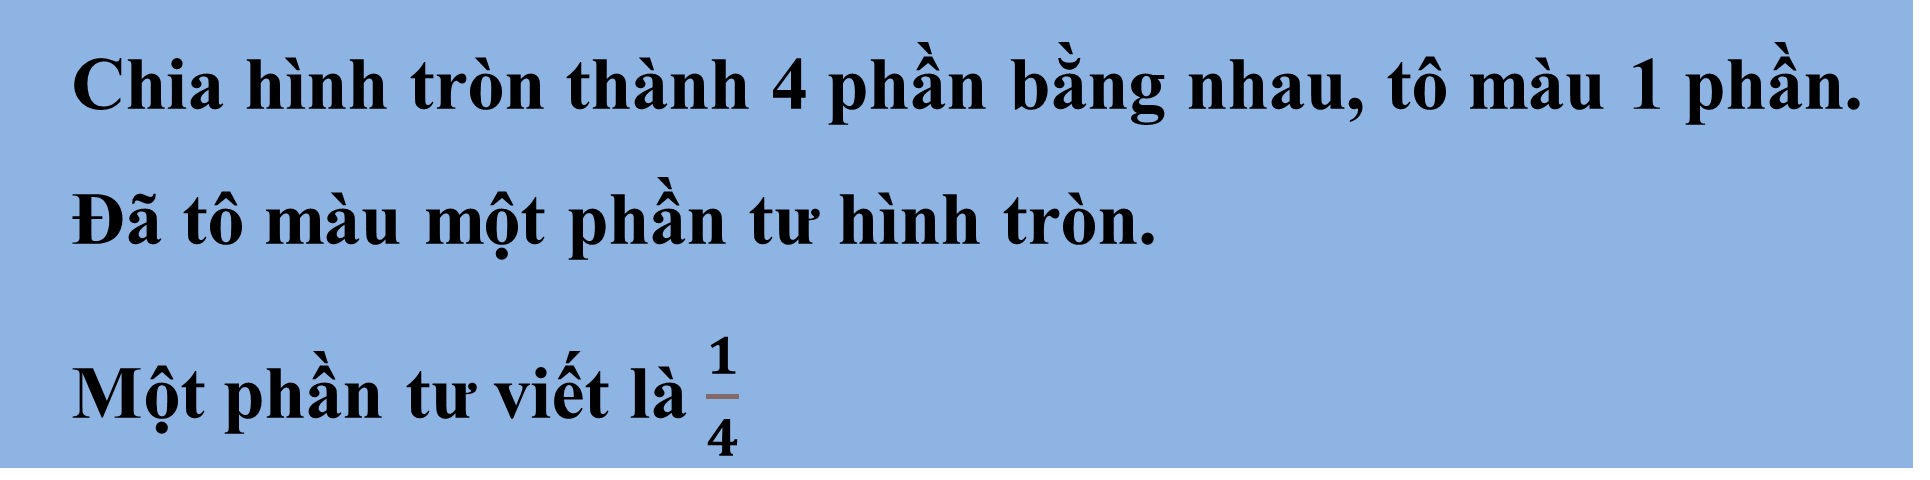 Chia hình tròn thành 4 phần bằng nhau, tô màu 1 phần.
Đã tô màu một phần tư hình tròn.
Một phần tư viết là 1/4